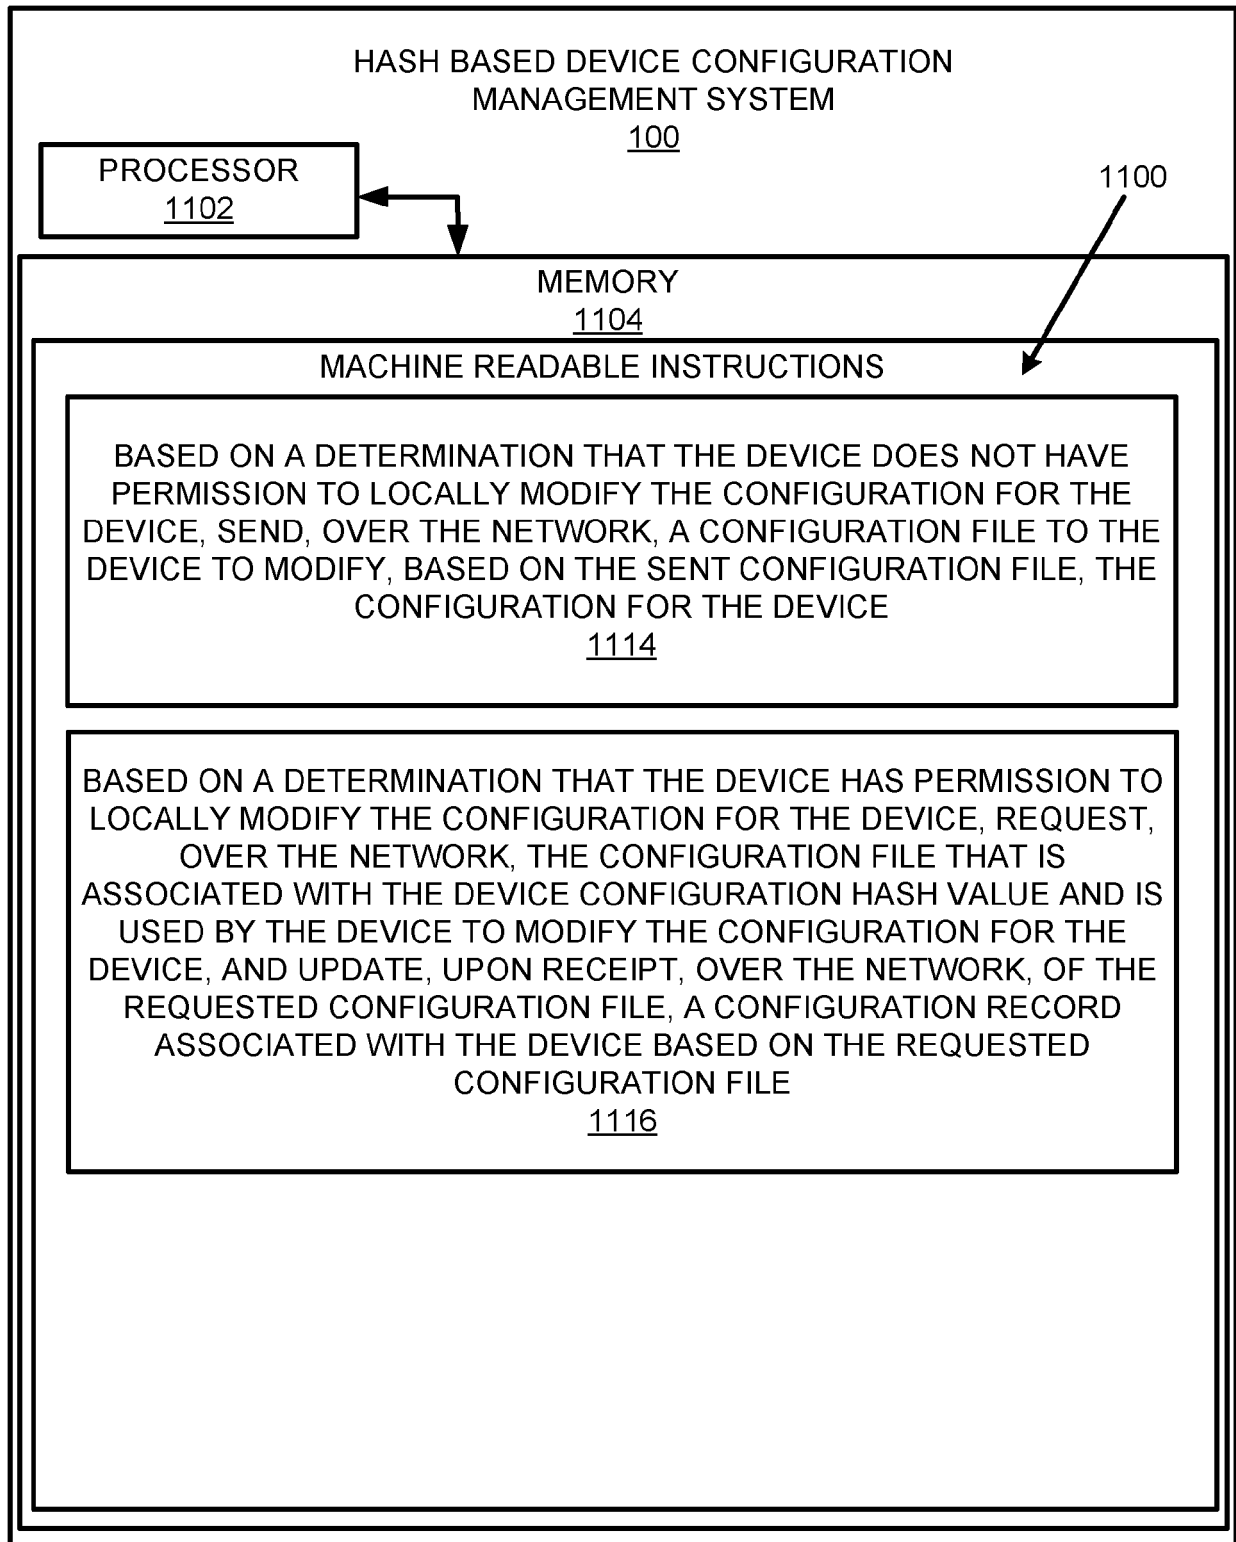 HASH BASED DEVICE CONFIGURATION
MANAGEMENT SYSTEM
100
PROCESSOR
1102
1100
MEMORY
1104
MACHINE READABLE INSTRUCTIONS
BASED ON A DETERMINATION THAT THE DEVICE DOES NOT HAVE
PERMISSION TO LOCALLY MODIFY THE CONFIGURATION FOR THE
DEVICE, SEND, OVER THE NETWORK, A CONFIGURATION FILE TO THE
DEVICE TO MODIFY, BASED ON THE SENT CONFIGURATION FILE, THE
CONFIGURATION FOR THE DEVICE
1114
BASED ON A DETERMINATION THAT THE DEVICE HAS PERMISSION TO
LOCALLY MODIFY THE CONFIGURATION FOR THE DEVICE, REQUEST,
OVER THE NETWORK, THE CONFIGURATION FILE THAT IS
ASSOCIATED WITH THE DEVICE CONFIGURATION HASH VALUE AND IS
USED BY THE DEVICE TO MODIFY THE CONFIGURATION FOR THE
DEVICE, AND UPDATE, UPON RECEIPT, OVER THE NETWORK, OF THE
REQUESTED CONFIGURATION FILE, A CONFIGURATION RECORD
ASSOCIATED WITH THE DEVICE BASED ON THE REQUESTED
CONFIGURATION FILE
1116